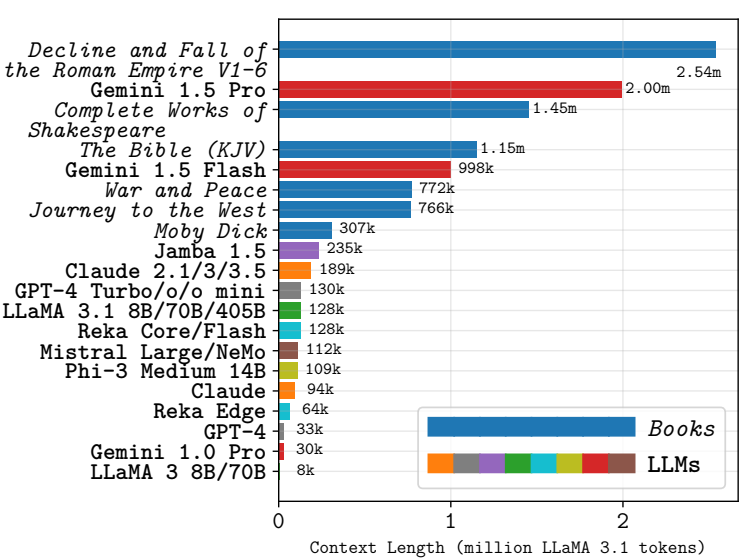 Decline and Fall of
the Roman Empire V1-6
2.54m
Gemini 1.5 Pro
2.00m
Complete Works of
Shakespeare
1.45m
The Bible (KJV)
1.15m
Gemini 1.5 Flash
998k
War and Peace
772k
Journey to the West
766k
Moby Dick
307k
Jamba 1.5
235k
Claude 2.1/3/3.5
189k
GPT-4 Turbo/o/o mini
130k
LLaMA 3.1 8B/70B/405B
128k
Reka Core/Flash
128k
Mistral Large/NeMo
112k
Phi-3 Medium 14B
109k
Claude
94k
Reka Edge
64k
GPT-4
33k
Gemini 1.0 Pro
30k
LLaMA 3 8B/70B
8k
Books
LLMs
0
1
2
Context Length (million LLaMA 3.1 tokens)